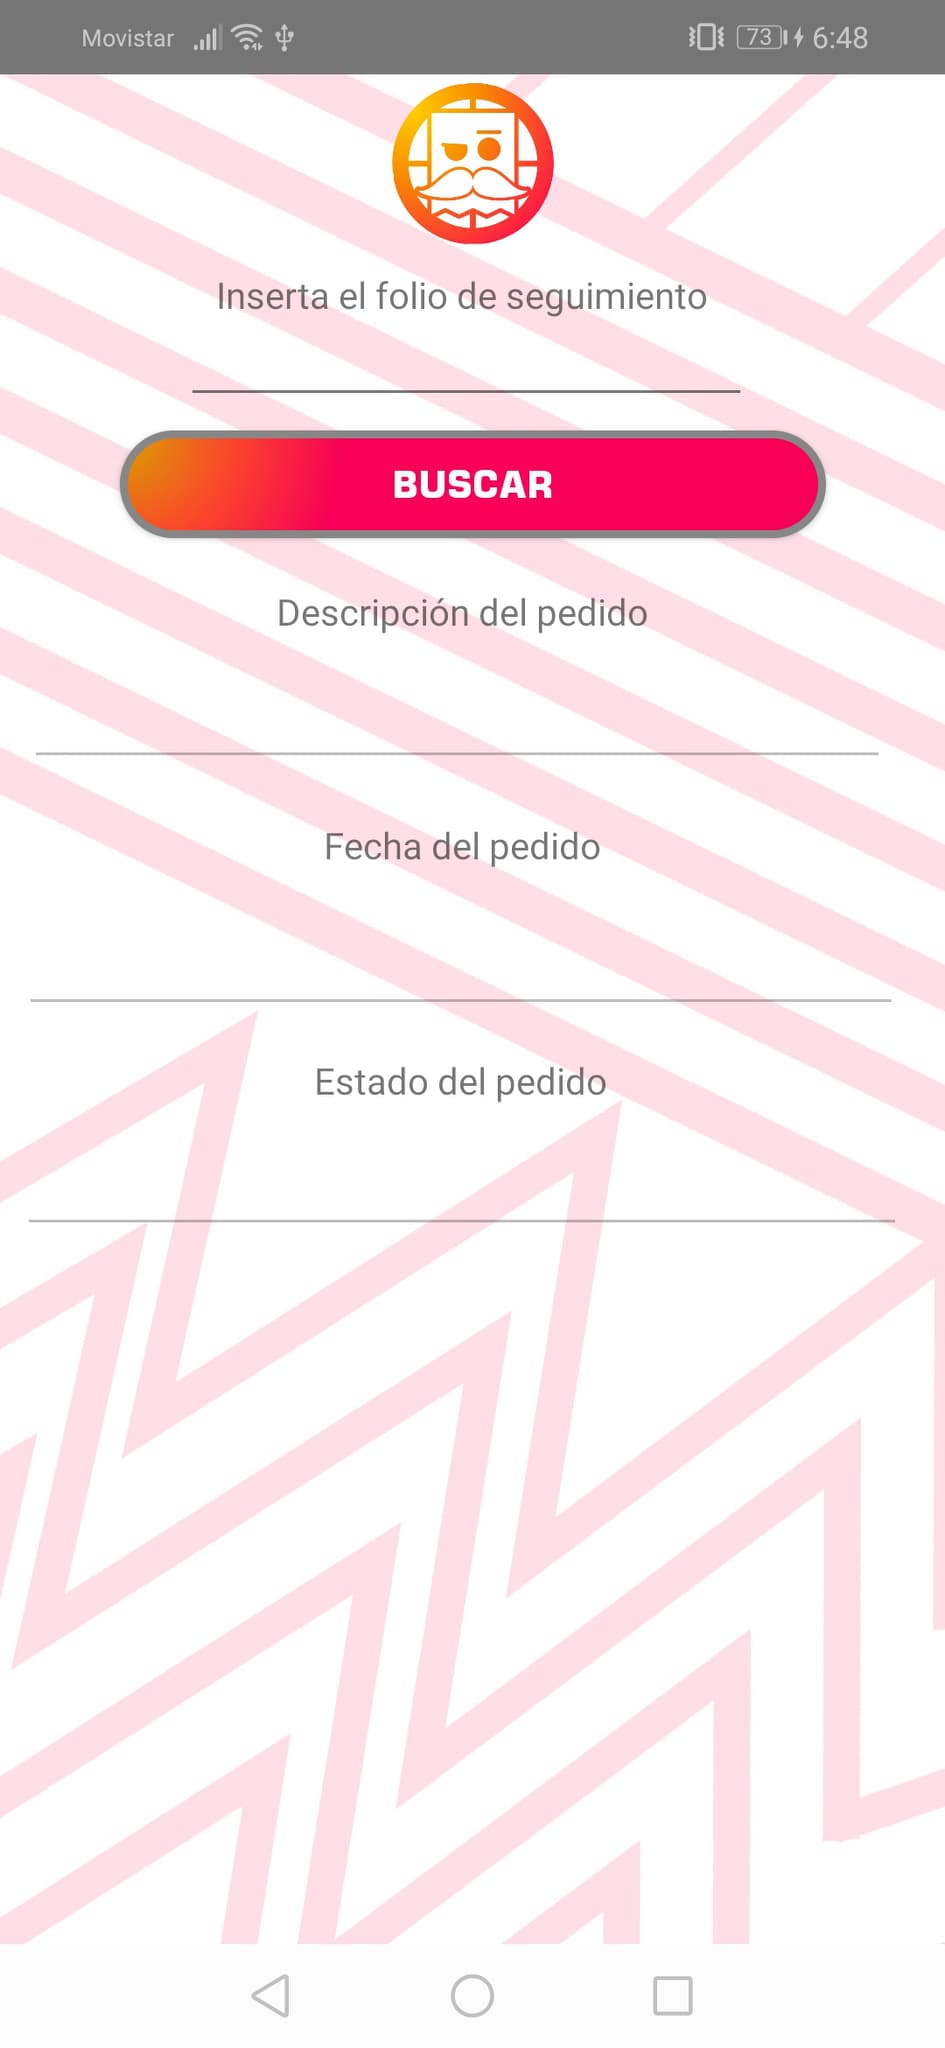 Movistar 73 6:48
Inserta el folio de seguimiento
BUSCAR
Descripción del pedido
Fecha del pedido
Estado del pedido